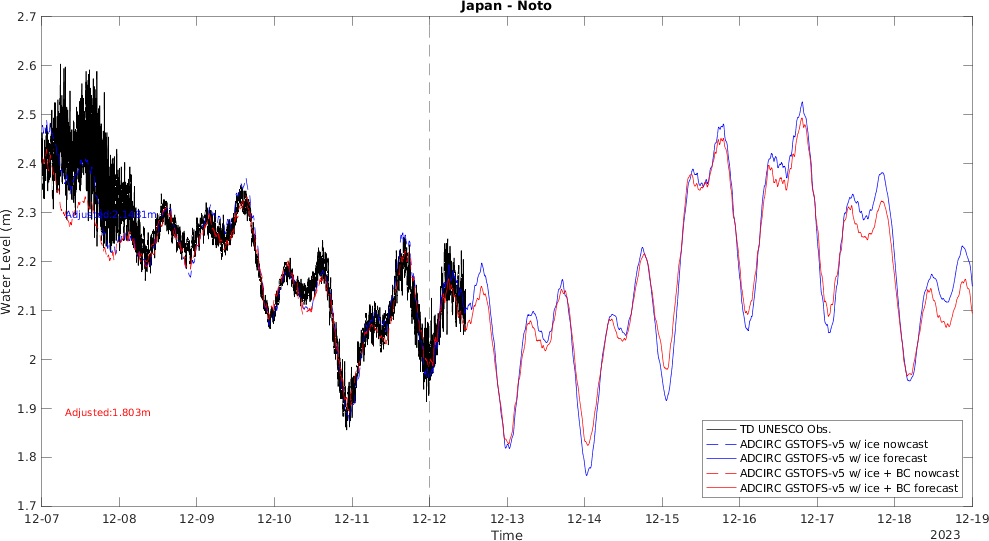 Japan - Noto
2.7
2.6
2.5
2.4
2.3
2.2
2.1
2
1.9
1.8
1.7
Water Level (m)
Adjusted:1.803m
12-07 12-08 12-09 12-10 12-11 12-12 12-13 12-14 12-15 12-16 12-17 12-18 12-19
Time
2023
TD UNESCO Obs.
ADCIRC GSTOFS-v5 w/ ice nowcast
ADCIRC GSTOFS-v5 w/ ice forecast
ADCIRC GSTOFS-v5 w/ ice + BC nowcast
ADCIRC GSTOFS-v5 w/ ice + BC forecast